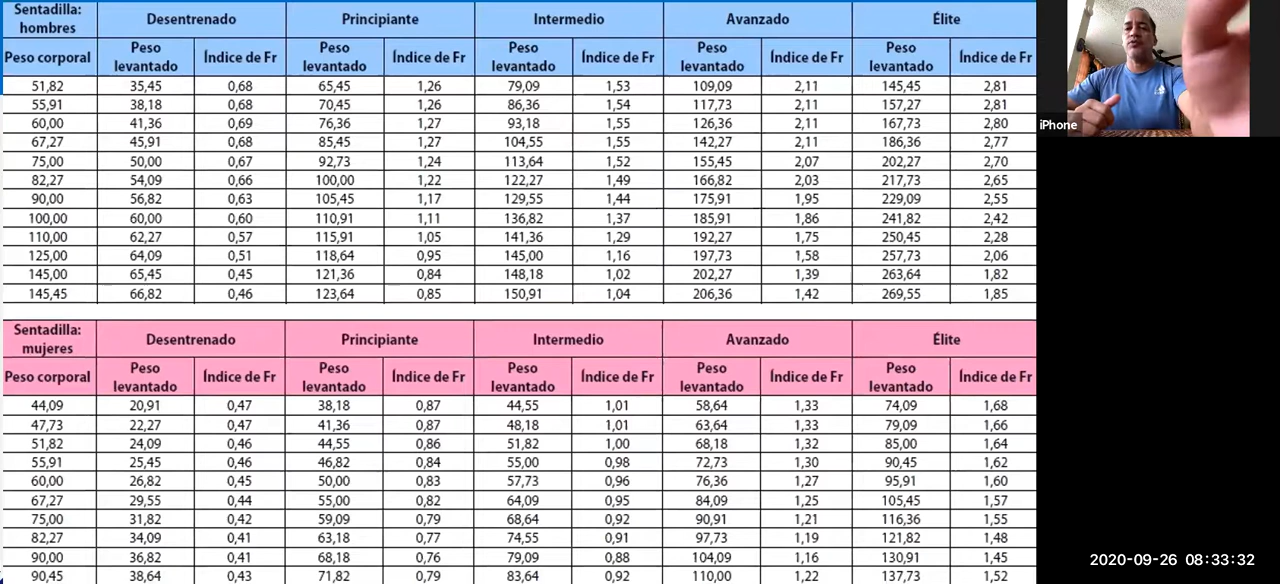 Sentadilla: hombres Desentrenado Principiante Intermedio Avanzado Élite
Peso corporal Peso levantado Índice de Fr Peso levantado Índice de Fr Peso levantado Índice de Fr Peso levantado Índice de Fr Peso levantado Índice de Fr
51,82 35,45 0,68 65,45 1,26 79,09 1,53 109,09 2,11 145,45 2,81
55,91 38,18 0,68 70,45 1,26 86,36 1,54 117,73 2,11 157,27 2,81
60,00 41,36 0,69 76,36 1,27 93,18 1,55 126,36 2,11 167,73 2,80
67,27 45,91 0,68 85,45 1,27 104,55 1,55 142,27 2,11 186,36 2,77
75,00 50,00 0,67 92,73 1,24 113,64 1,52 155,45 2,07 202,27 2,70
82,27 54,09 0,66 100,00 1,22 122,27 1,49 166,82 2,03 217,73 2,65
90,00 56,82 0,63 105,45 1,17 129,55 1,44 175,91 1,95 229,09 2,55
100,00 60,00 0,60 110,91 1,11 136,82 1,37 185,91 1,86 241,82 2,42
110,00 62,27 0,57 115,91 1,05 141,36 1,29 192,27 1,75 250,45 2,28
125,00 64,09 0,51 118,64 0,95 145,00 1,16 197,73 1,58 257,73 2,06
145,00 65,45 0,45 121,36 0,84 148,18 1,02 202,27 1,39 263,64 1,82
145,45 66,82 0,46 123,64 0,85 150,91 1,04 206,36 1,42 269,55 1,85
Sentadilla: mujeres Desentrenado Principiante Intermedio Avanzado Élite
Peso corporal Peso levantado Índice de Fr Peso levantado Índice de Fr Peso levantado Índice de Fr Peso levantado Índice de Fr Peso levantado Índice de Fr
44,09 20,91 0,47 38,18 0,87 44,55 1,01 58,64 1,33 74,09 1,68
47,73 22,27 0,47 41,36 0,87 48,18 1,01 63,64 1,33 79,09 1,66
51,82 24,09 0,46 44,55 0,86 51,82 1,00 68,18 1,32 85,00 1,64
55,91 25,45 0,46 46,82 0,84 55,00 0,98 72,73 1,30 90,45 1,62
60,00 26,82 0,45 50,00 0,83 57,73 0,96 76,36 1,27 95,91 1,60
67,27 29,55 0,44 55,00 0,82 64,09 0,95 84,09 1,25 105,45 1,57
75,00 31,82 0,42 59,09 0,79 68,64 0,92 90,91 1,21 116,36 1,55
82,27 34,09 0,41 63,18 0,77 74,55 0,91 97,73 1,19 121,82 1,48
90,00 36,82 0,41 68,18 0,76 79,09 0,88 104,09 1,16 130,91 1,45
90,45 38,64 0,43 71,82 0,79 83,64 0,92 110,00 1,22 137,73 1,52
iPhone
2020-09-26 08:33:32